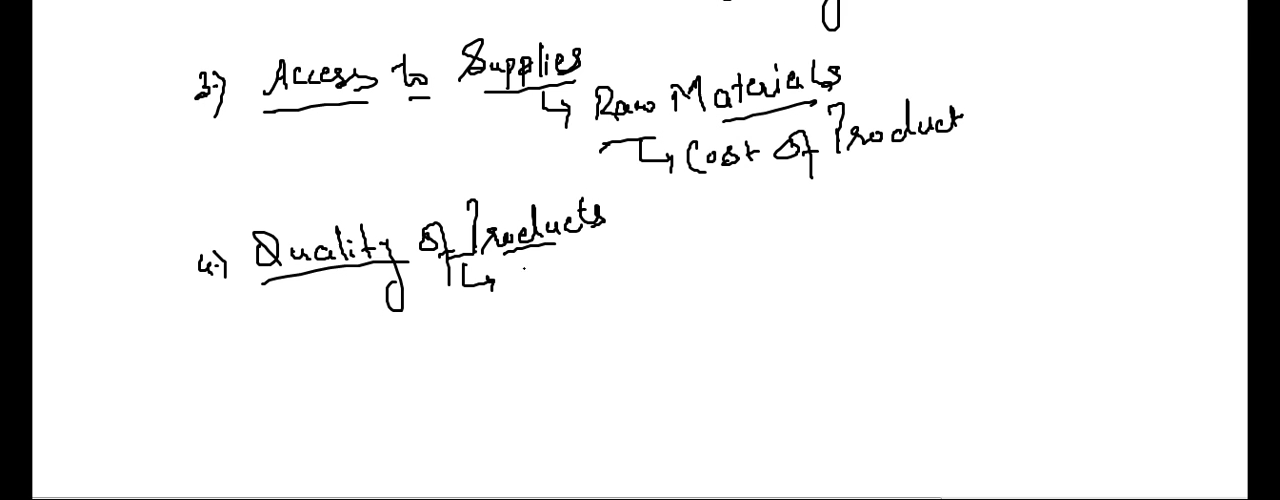 3.) Access to Supplies
↳ Raw Materials
↳ Cost of Product
4.) Quality of Products
↳